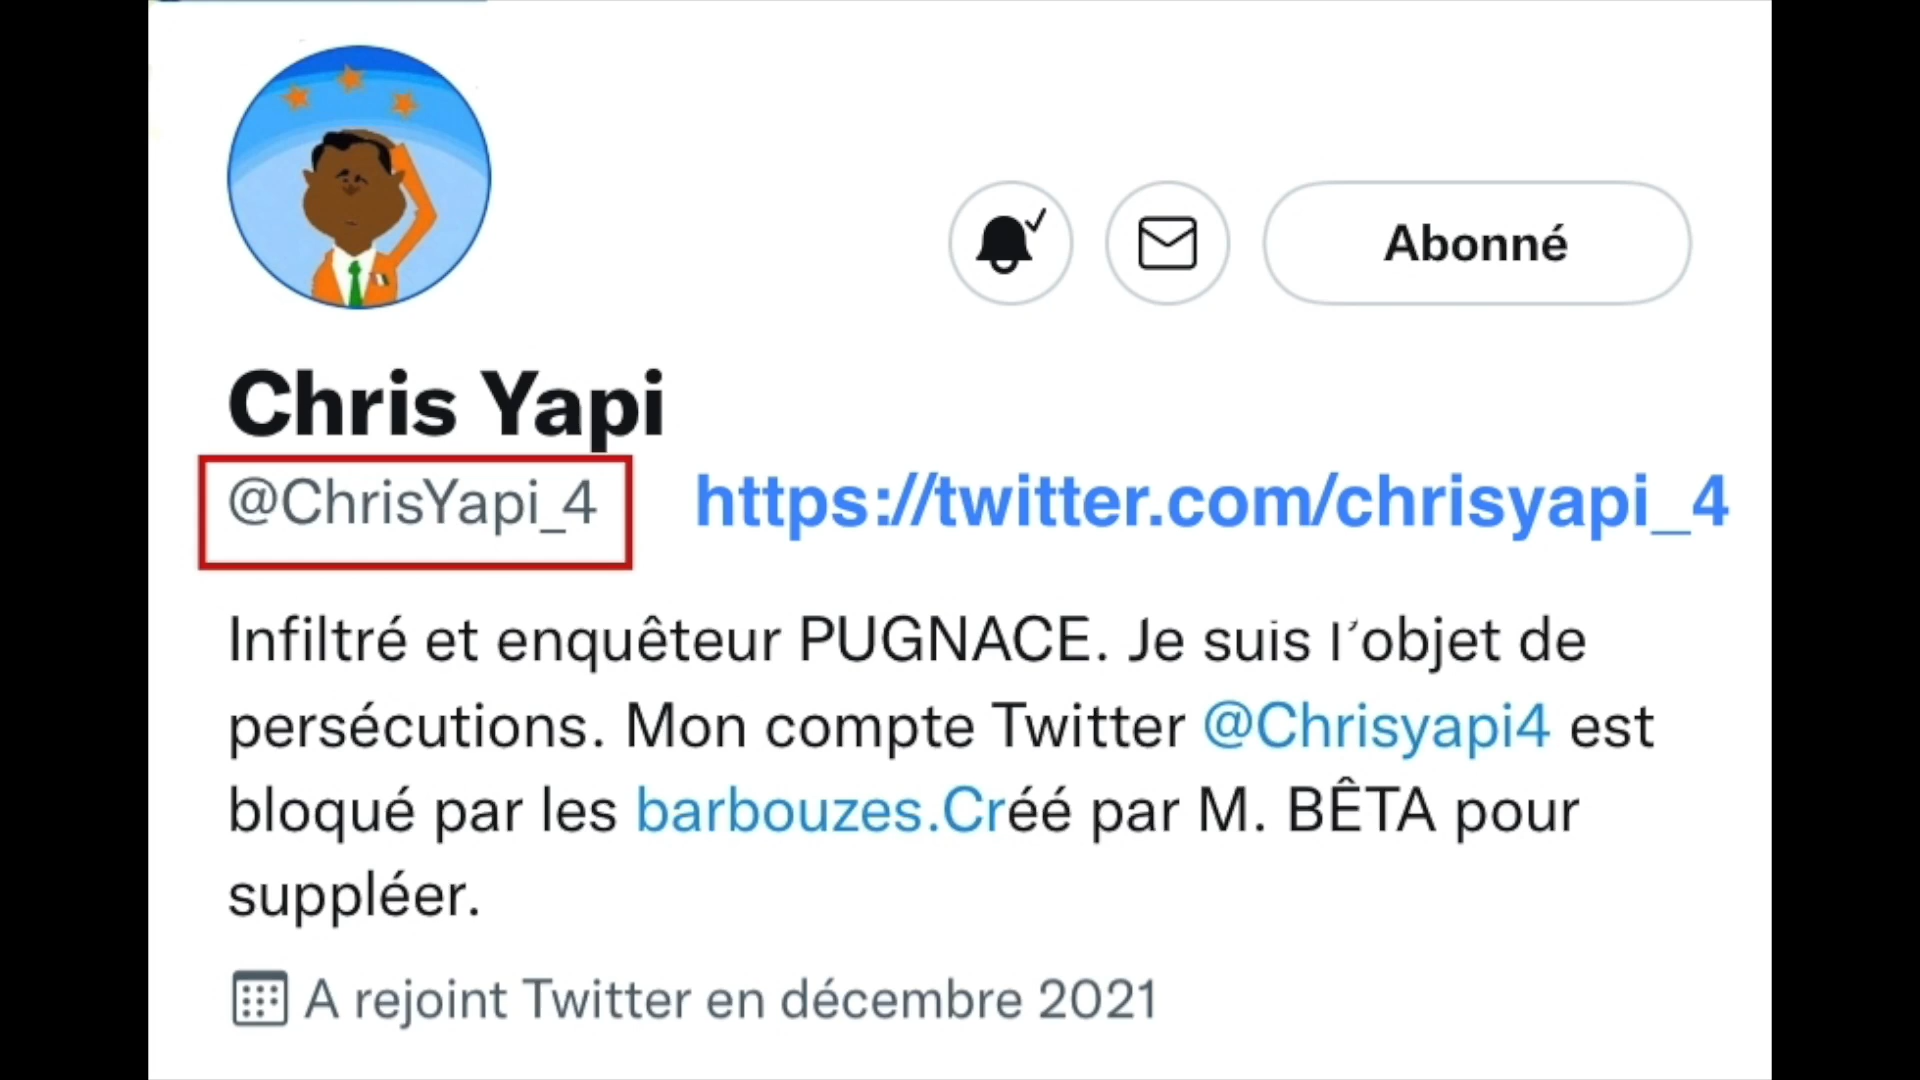 Abonné
Chris Yapi
@ChrisYapi_4 https://twitter.com/chrisyapi_4
Infiltré et enquêteur PUGNACE. Je suis l’objet de
persécutions. Mon compte Twitter @Chrisyapi4 est
bloqué par les barbouzes.Créé par M. BÊTA pour
suppléer.
A rejoint Twitter en décembre 2021